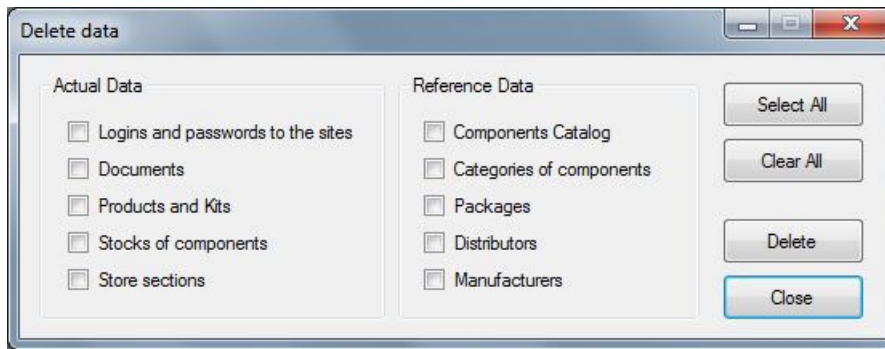 Delete data
Actual Data
Logins and passwords to the sites
Documents
Products and Kits
Stocks of components
Store sections
Reference Data
Components Catalog
Categories of components
Packages
Distributors
Manufacturers
Select All
Clear All
Delete
Close